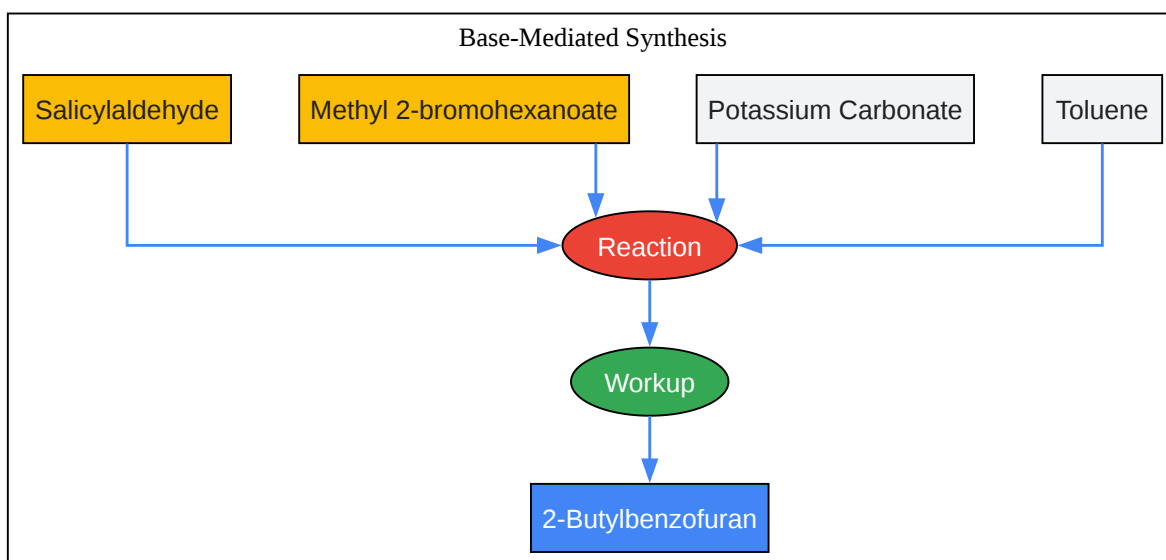 Base-Mediated Synthesis
Salicylaldehyde
Methyl 2-bromohexanoate
Potassium Carbonate
Toluene
Reaction
Workup
2-Butylbenzofuran